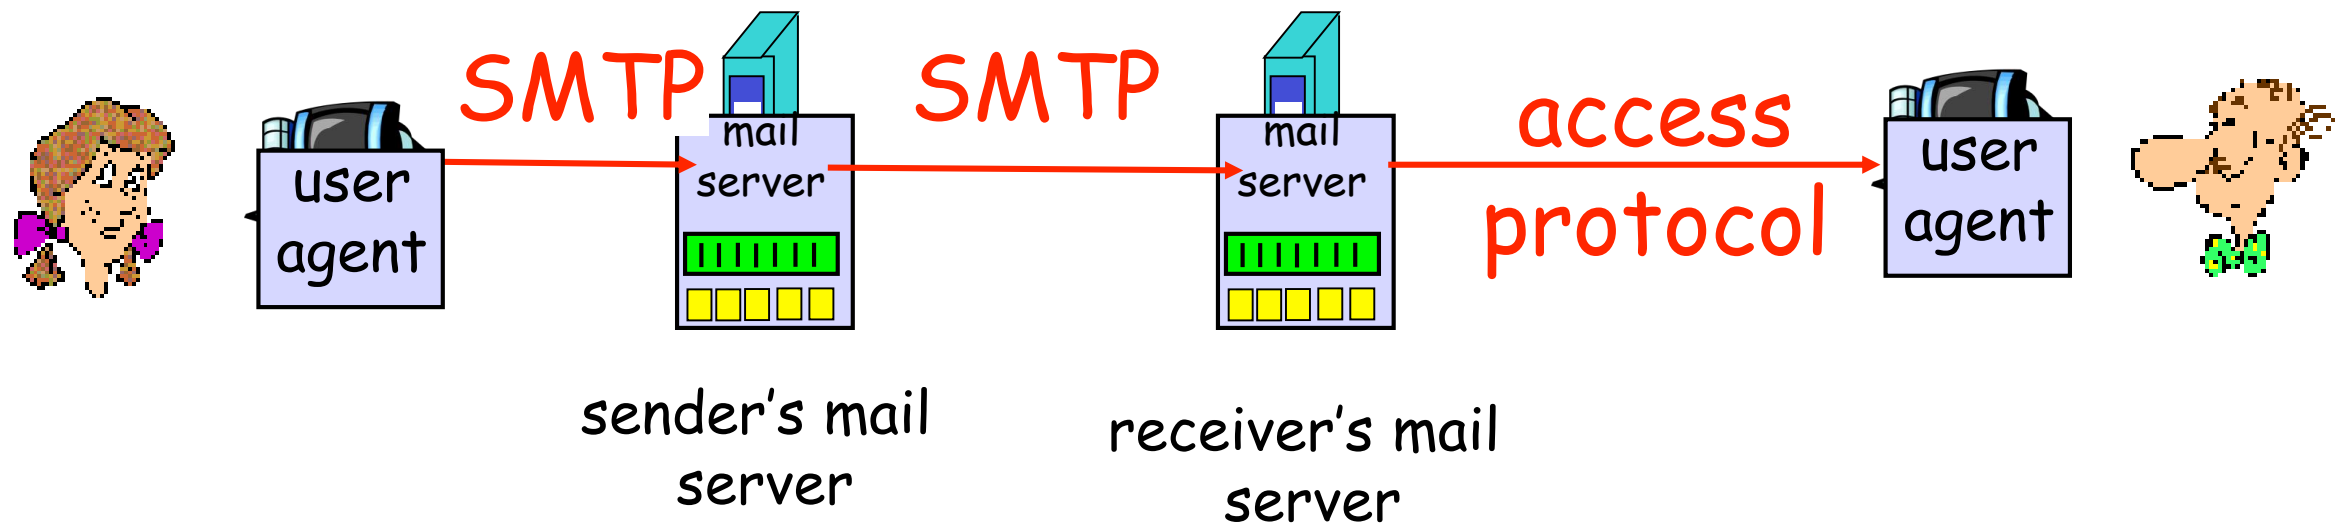 SMTP
SMTP
access
protocol
user
agent
mail
server
mail
server
user
agent
sender's mail
server
receiver's mail
server